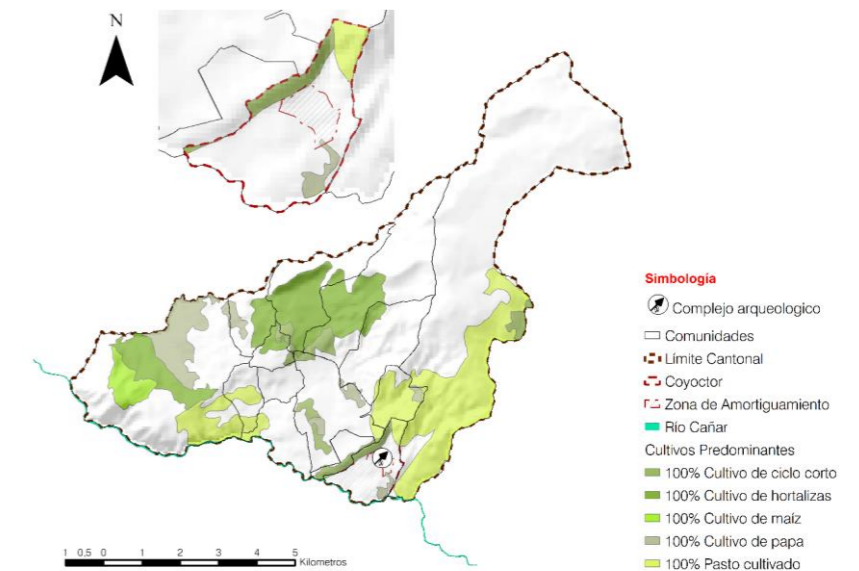 N
Simbología
Complejo arqueologico
Comunidades
Límite Cantonal
Coyoctor
Zona de Amortiguamiento
Río Cañar
Cultivos Predominantes
100% Cultivo de ciclo corto
100% Cultivo de hortalizas
100% Cultivo de maíz
100% Cultivo de papa
100% Pasto cultivado
1 0.5 0 1 2 3 4 5
Kilometros